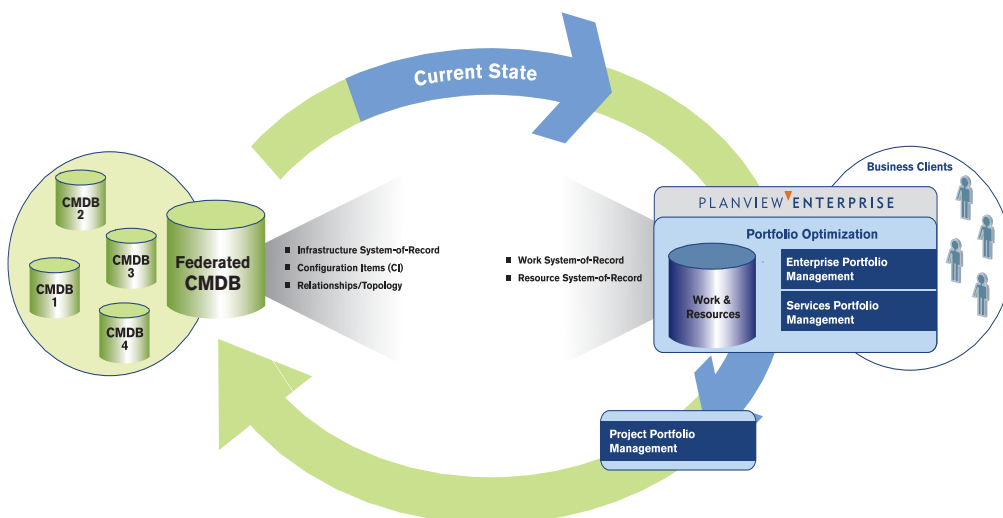 Current State
CMDB
2
CMDB
3
CMDB
1
CMDB
4
Federated
CMDB
■ Infrastructure System-of-Record
■ Configuration Items (CI)
■ Relationships/Topology
■ Work System-of-Record
■ Resource System-of-Record
Business Clients
PLANVIEW ENTERPRISE
Portfolio Optimization
Work &
Resources
Enterprise Portfolio
Management
Services Portfolio
Management
Project Portfolio
Management